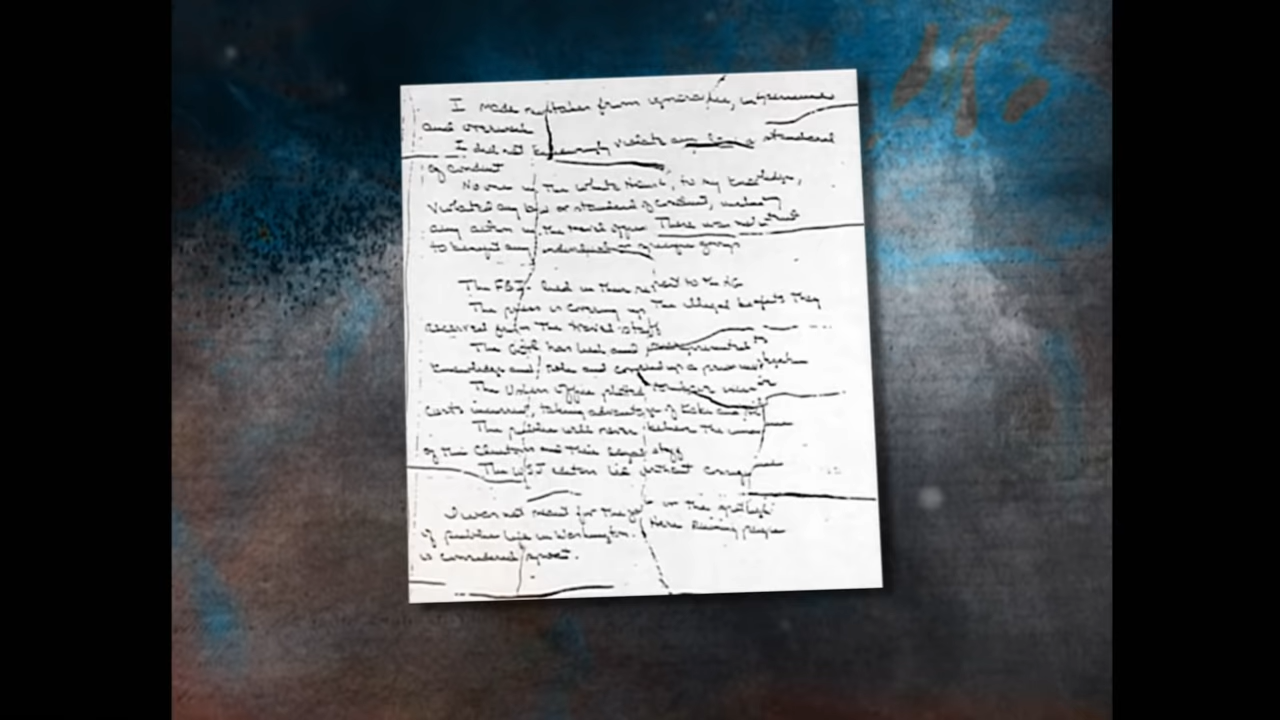 I made mistakes from ignorance, inexperience
and overwork
I did not knowingly violate any law or standard
of conduct
No one in The White House, to my knowledge,
violated any law or standard of conduct, including
any action in the travel office. There was no intent
to benefit any individual or specific group
The FBI lied in their report to the AG
The press is covering up The illegal benefits They
received from The travel staff
The GOP has lied and misrepresented its
knowledge and role and covered up a prior
The Ushers Office plotted to have
costs incurred, taking advantage of Kaki and
The public will never believe The
of The Clintons and Their loyal staff
The WSJ editors lie without
I was not meant for The job in The spotlight
of public life in Washington. Here ruining people
is considered sport.